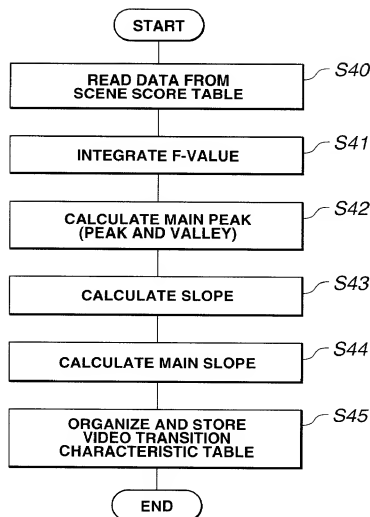 START
READ DATA FROM
SCENE SCORE TABLE
S40
INTEGRATE F-VALUE
S41
CALCULATE MAIN PEAK
(PEAK AND VALLEY)
S42
CALCULATE SLOPE
S43
CALCULATE MAIN SLOPE
S44
ORGANIZE AND STORE
VIDEO TRANSITION
CHARACTERISTIC TABLE
S45
END